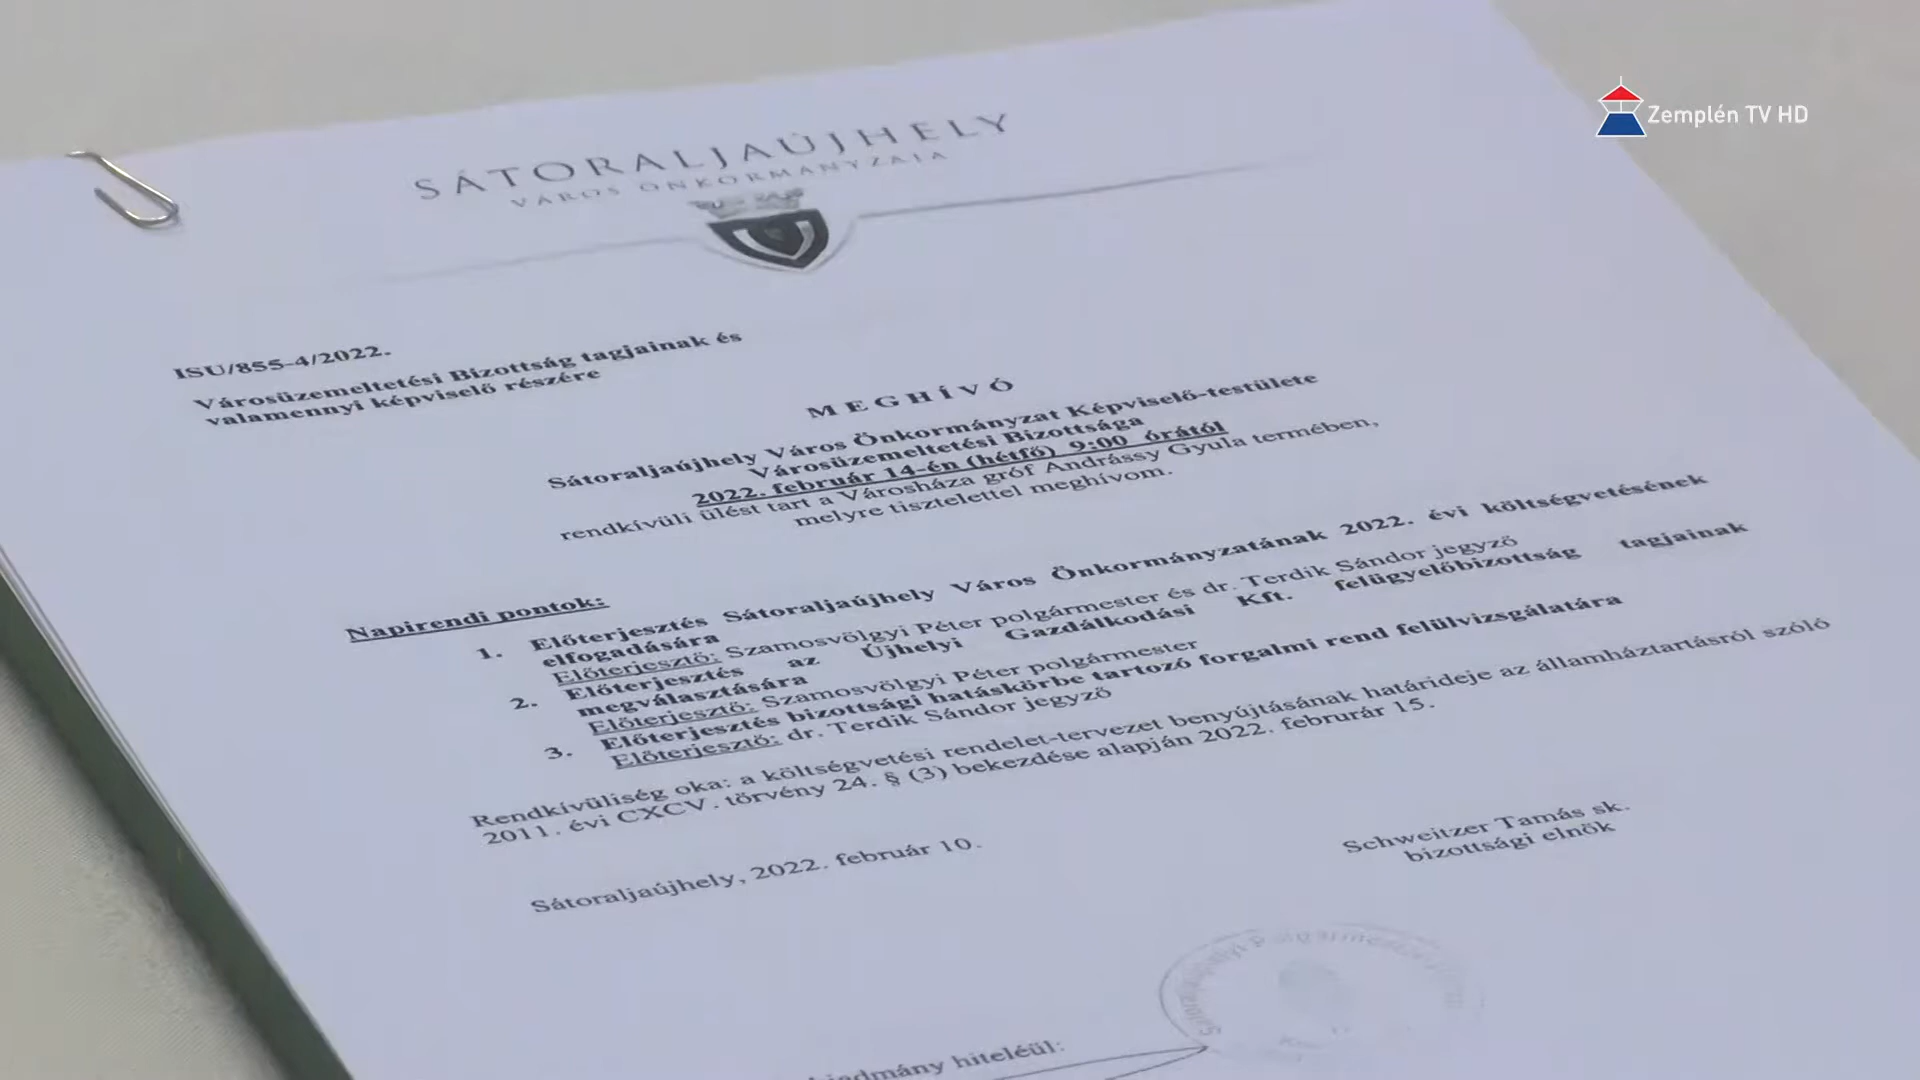 Zemplén TV HD
SÁTORALJAÚJHELY
VÁROS ÖNKORMÁNYZATA
ISU/855-4/2022.
Városüzemeltetési Bizottság tagjainak és
valamennyi képviselő részére
MEGHÍVÓ
Sátoraljaújhely Város Önkormányzat Képviselő-testülete
Városüzemeltetési Bizottsága
2022. február 14-én (hétfő) 9:00 órától
rendkívüli ülést tart a Városháza gróf Andrássy Gyula termében,
melyre tisztelettel meghívom.
Napirendi pontok:
1. Előterjesztés Sátoraljaújhely Város Önkormányzatának 2022. évi költségvetésének
elfogadására
Előterjesztő: Szamosvölgyi Péter polgármester és dr. Terdik Sándor jegyző
2. Előterjesztés az Újhelyi Gazdálkodási Kft. felügyelőbizottság tagjainak
megválasztására
Előterjesztő: Szamosvölgyi Péter polgármester
3. Előterjesztés bizottsági hatáskörbe tartozó forgalmi rend felülvizsgálatára
Előterjesztő: dr. Terdik Sándor jegyző
Rendkívüliség oka: a költségvetési rendelet-tervezet benyújtásának határideje az államháztartásról szóló
2011. évi CXCV. törvény 24. § (3) bekezdése alapján 2022. februrár 15.
Sátoraljaújhely, 2022. február 10.
Schweitzer Tamás sk.
bizottsági elnök
hiteléül: